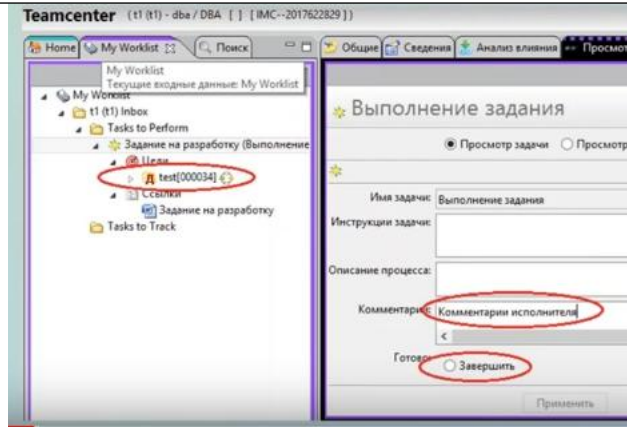 Teamcenter (t1 (t1) - dba / DBA [ ] [ IMC--2017622829 ] )
Home My Worklist Поиск
Общие Сведения Анализ влияния Просмот
My Worklist
Текущие входные данные: My Worklist
My Worklist
t1 (t1) Inbox
Tasks to Perform
Задание на разработку (Выполнение
Цели
test[000034]
Ссылки
Задание на разработку
Tasks to Track
Выполнение задания
Просмотр задачи Просмотр
Имя задачи: Выполнение задания
Инструкции задачи:
Описание процесса:
Комментарии: Комментарии исполнителя
Готово: Завершить
Применить